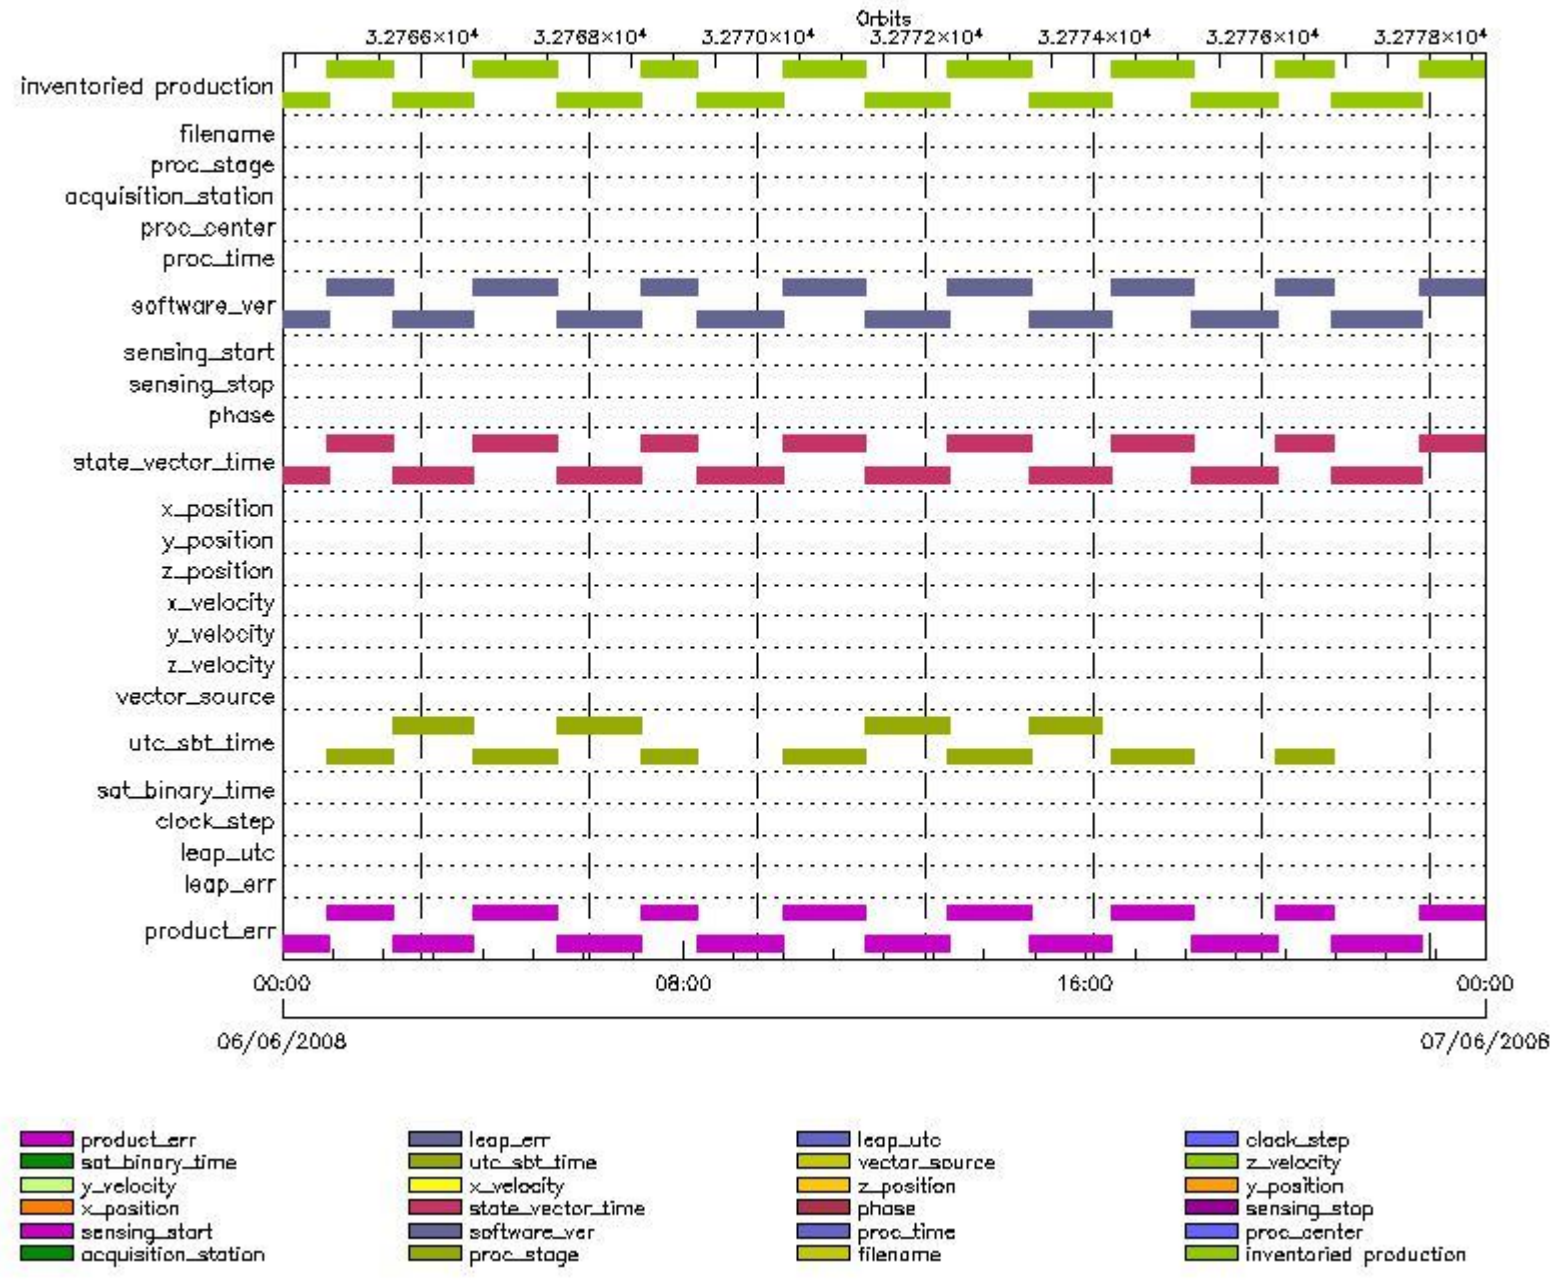 Orbits
3.2766×10⁴ 3.2768×10⁴ 3.2770×10⁴ 3.2772×10⁴ 3.2774×10⁴ 3.2776×10⁴ 3.2778×10⁴
inventoried production
filename
proc_stage
acquisition_station
proc_center
proc_time
software_ver
sensing_start
sensing_stop
phase
state_vector_time
x_position
y_position
z_position
x_velocity
y_velocity
z_velocity
vector_source
utc_sbt_time
sat_binary_time
clock_step
leap_utc
leap_err
product_err
00:00 08:00 16:00 00:00
06/06/2008 07/06/2008
product_err leap_err leap_utc clock_step
sat_binary_time utc_sbt_time vector_source z_velocity
y_velocity x_velocity z_position y_position
x_position state_vector_time phase sensing_stop
sensing_start software_ver proc_time proc_center
acquisition_station proc_stage filename inventoried production